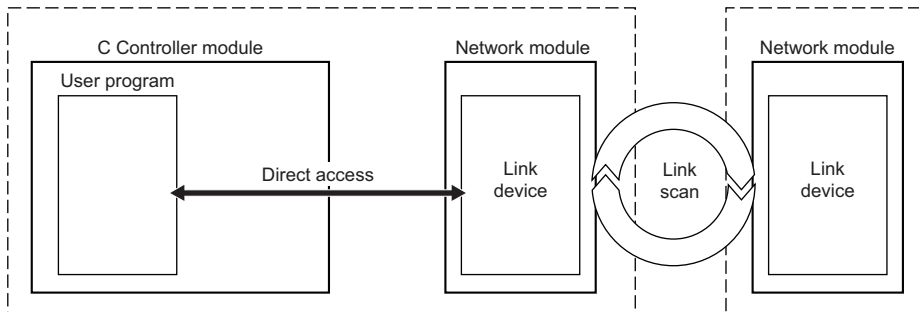 C Controller module
Network module
Network module
User program
Direct access
Link
device
Link
scan
Link
device